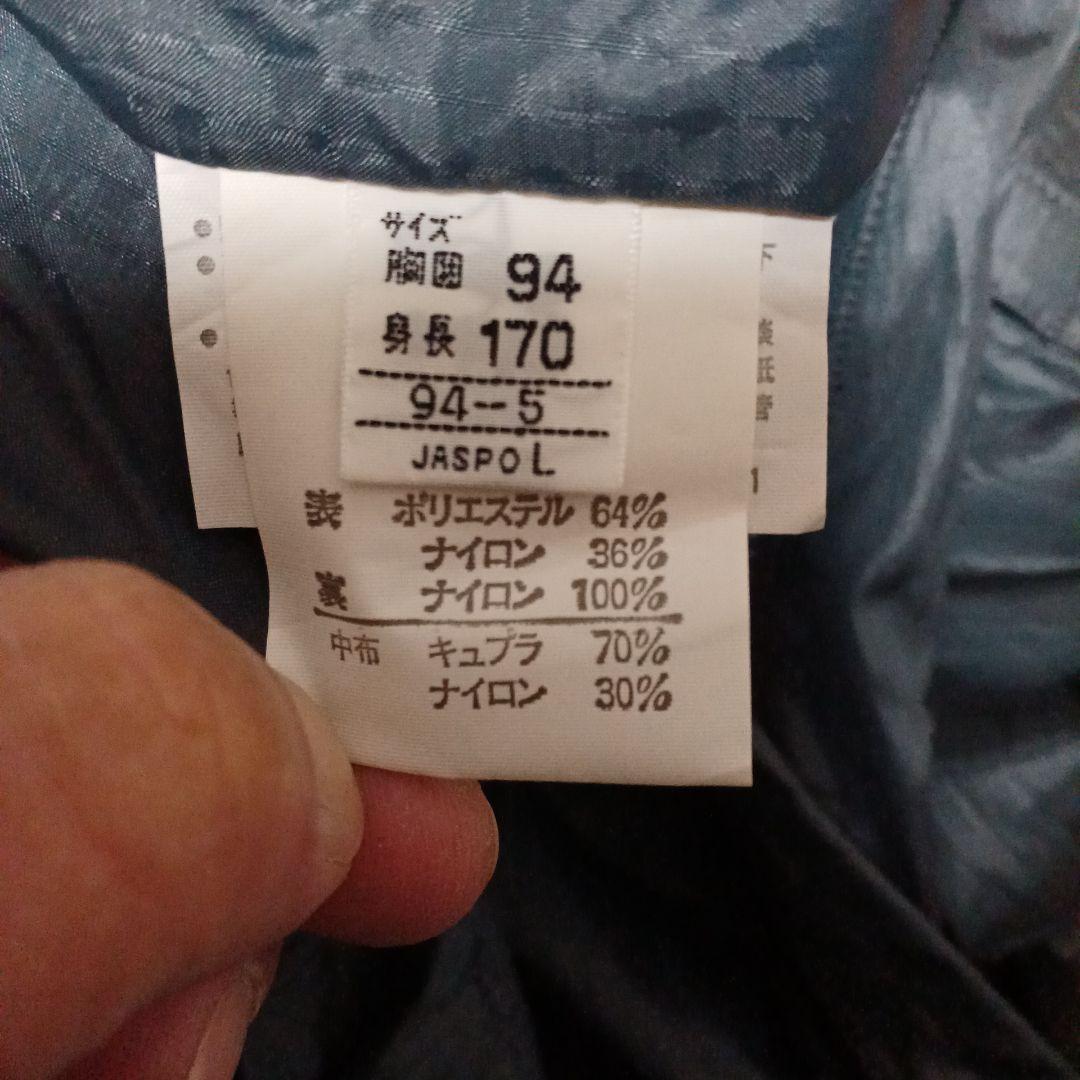 サイズ
胸囲 94
身長 170
94--5
JASPO L
表 ポリエステル 64%
ナイロン 36%
裏 ナイロン 100%
中布 キュプラ 70%
ナイロン 30%
下
1